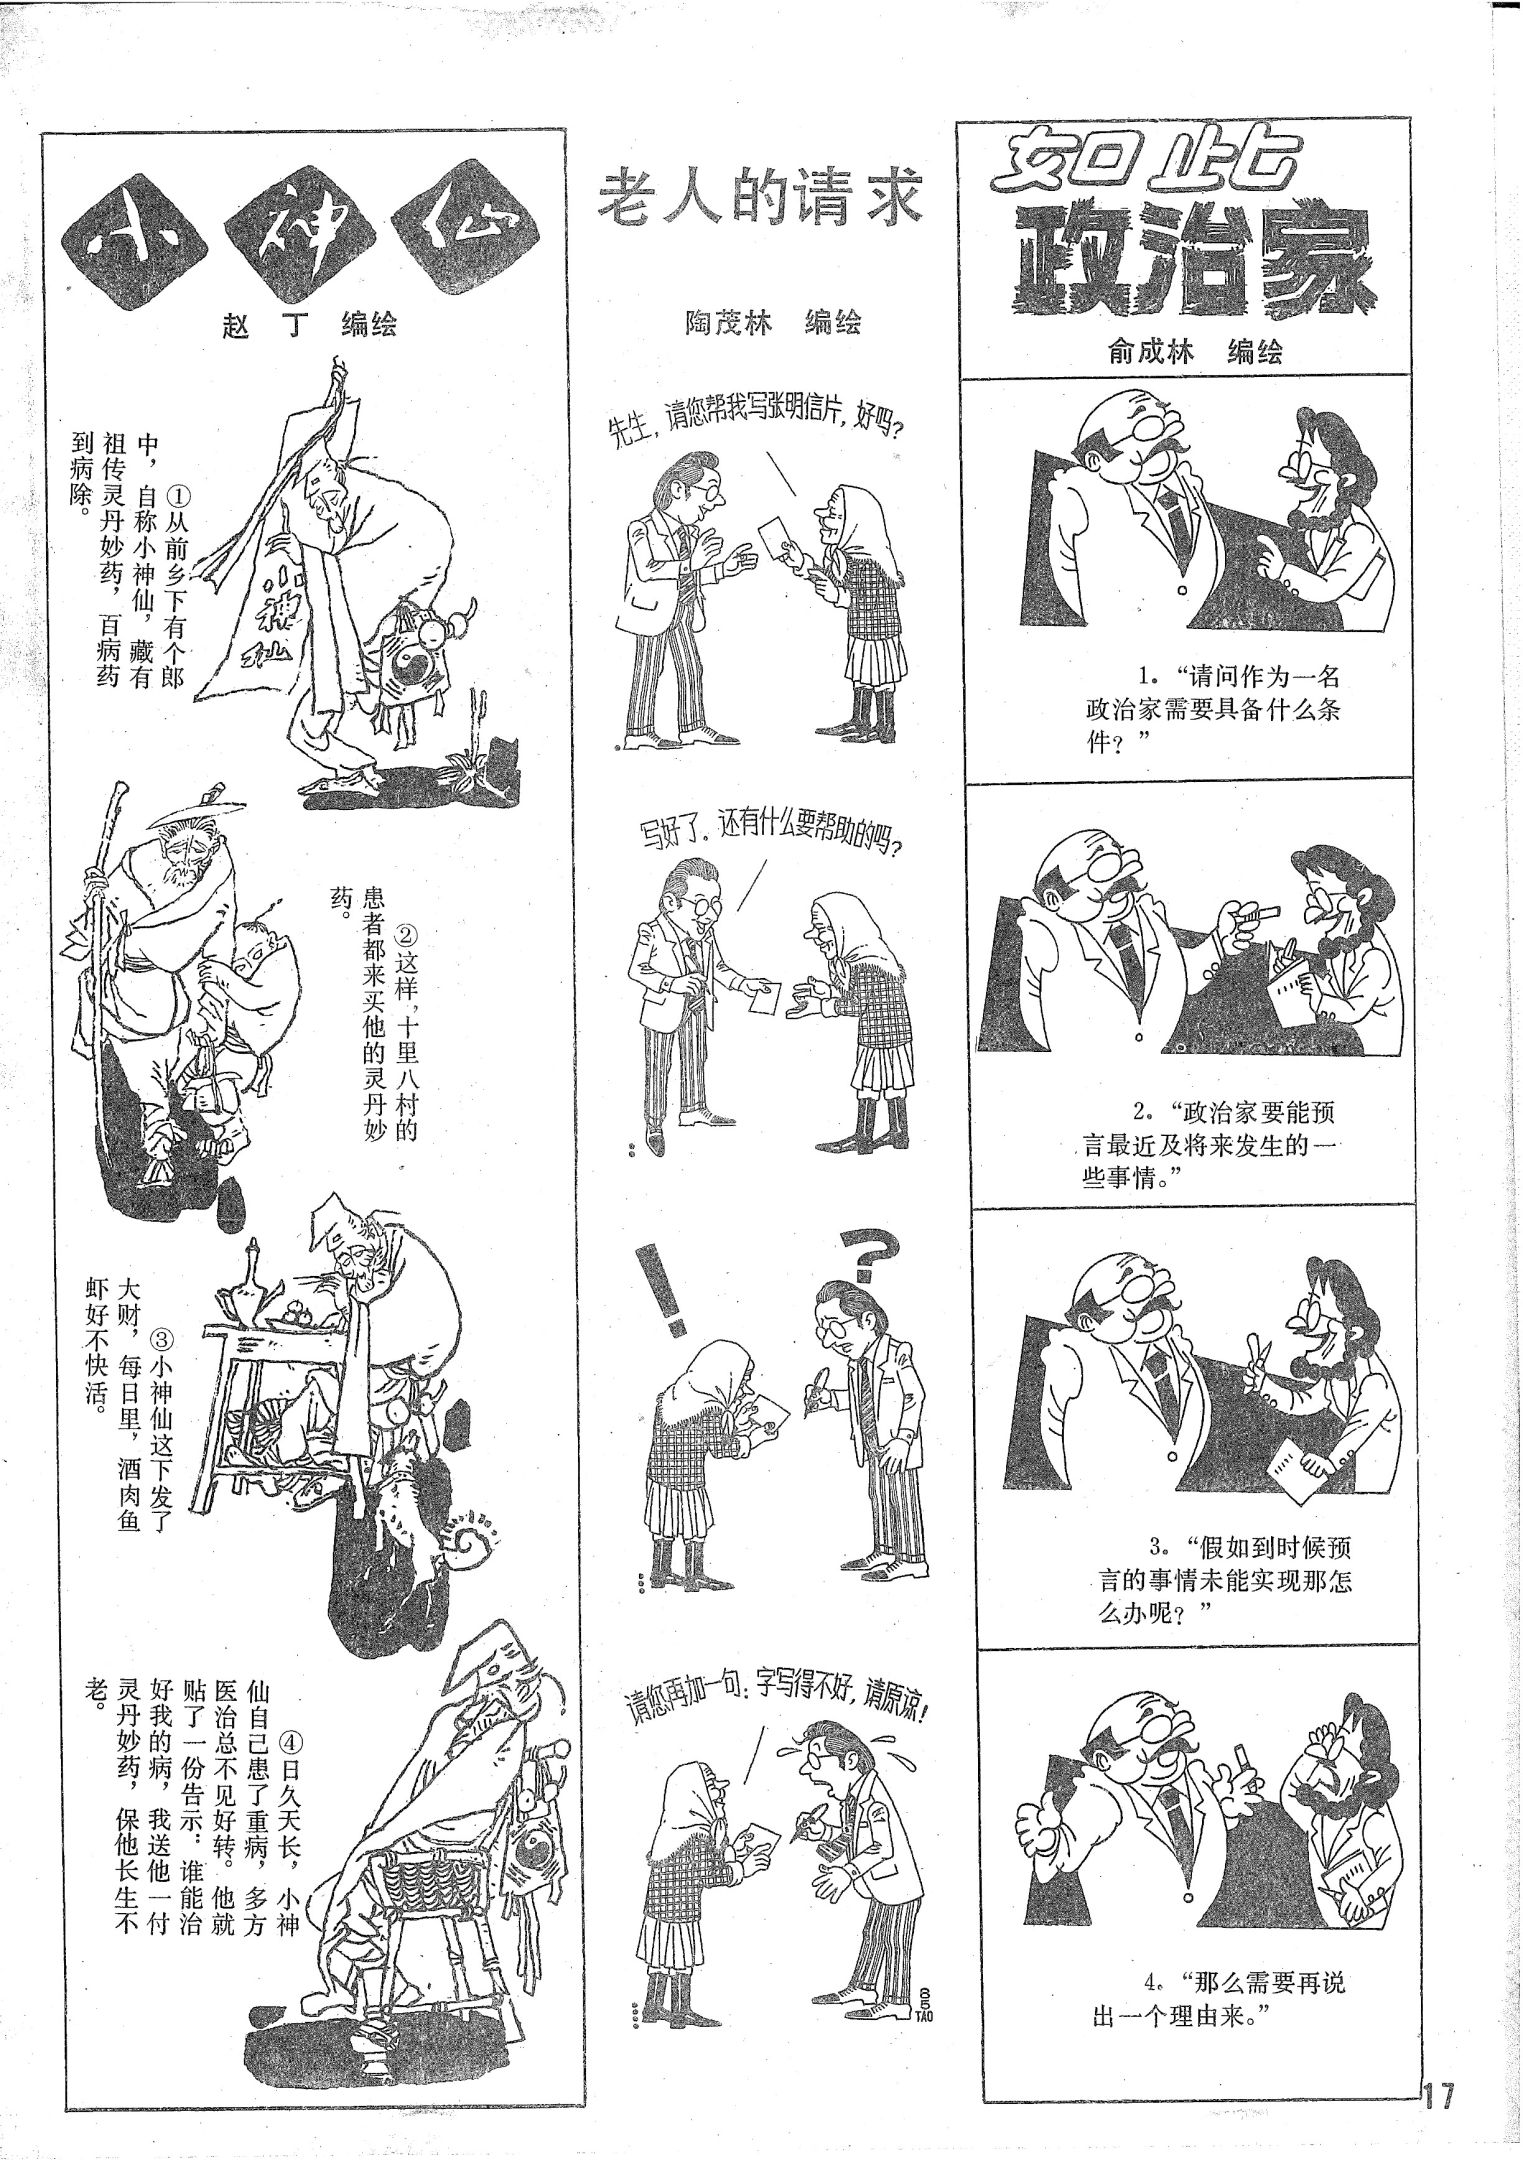 小神仙
赵 丁 编绘
①从前乡下有个郎
中，自称小神仙，藏有
祖传灵丹妙药，百病药
到病除。
小神仙
②这样，十里八村的
患者都来买他的灵丹妙
药。
③小神仙这下发了
大财，每日里，酒肉鱼
虾好不快活。
④日久天长，小神
仙自己患了重病，多方
医治总不见好转。他就
贴了一份告示：谁能治
好我的病，我送他一付
灵丹妙药，保他长生不
老。
老人的请求
陶茂林 编绘
先生，请您帮我写张明信片，好吗？
写好了。还有什么要帮助的吗？
！
？
请您再加一句：字写得不好，请原谅！
85
TAO
如此
政治家
俞成林 编绘
1。“请问作为一名
政治家需要具备什么条
件？”
2。“政治家要能预
言最近及将来发生的一
些事情。”
3。“假如到时候预
言的事情未能实现那怎
么办呢？”
4。“那么需要再说
出一个理由来。”
17